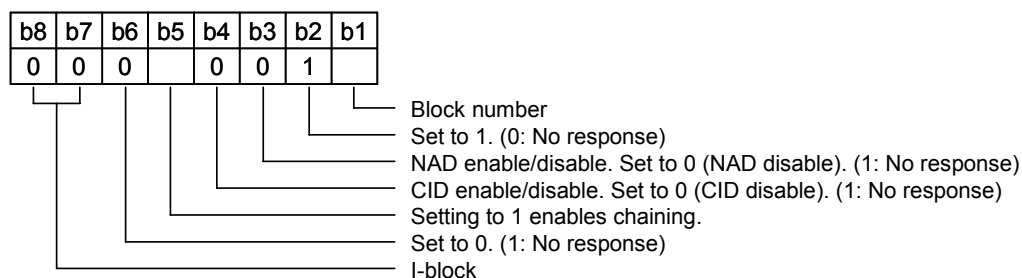 b8 b7 b6 b5 b4 b3 b2 b1
0 0 0 0 0 1
Block number
Set to 1. (0: No response)
NAD enable/disable. Set to 0 (NAD disable). (1: No response)
CID enable/disable. Set to 0 (CID disable). (1: No response)
Setting to 1 enables chaining.
Set to 0. (1: No response)
I-block